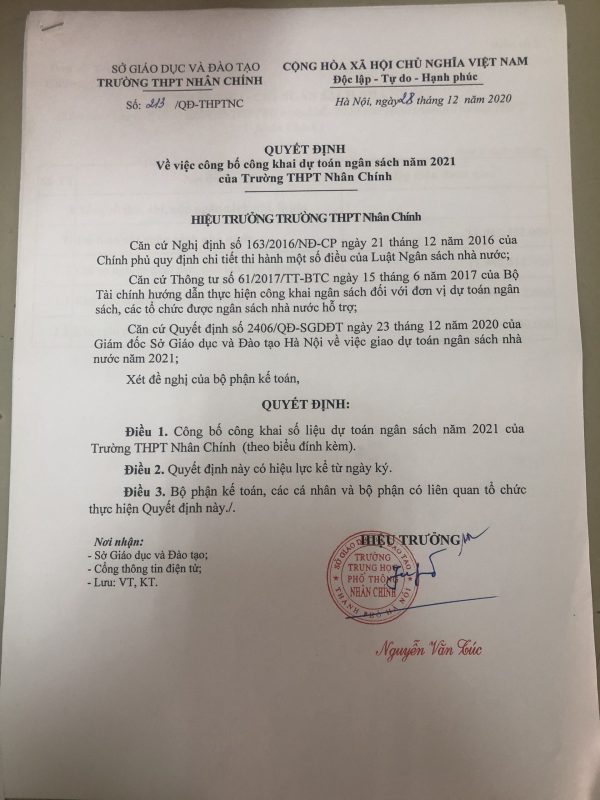 SỞ GIÁO DỤC VÀ ĐÀO TẠO
TRƯỜNG THPT NHÂN CHÍNH
Số: 213 /QĐ-THPTNC
CỘNG HÒA XÃ HỘI CHỦ NGHĨA VIỆT NAM
Độc lập - Tự do - Hạnh phúc
Hà Nội, ngày 28 tháng 12 năm 2020
QUYẾT ĐỊNH
Về việc công bố công khai dự toán ngân sách năm 2021
của Trường THPT Nhân Chính
HIỆU TRƯỞNG TRƯỜNG THPT Nhân Chính
Căn cứ Nghị định số 163/2016/NĐ-CP ngày 21 tháng 12 năm 2016 của
Chính phủ quy định chi tiết thi hành một số điều của Luật Ngân sách nhà nước;
Căn cứ Thông tư số 61/2017/TT-BTC ngày 15 tháng 6 năm 2017 của Bộ
Tài chính hướng dẫn thực hiện công khai ngân sách đối với đơn vị dự toán ngân
sách, các tổ chức được ngân sách nhà nước hỗ trợ;
Căn cứ Quyết định số 2406/QĐ-SGDĐT ngày 23 tháng 12 năm 2020 của
Giám đốc Sở Giáo dục và Đào tạo Hà Nội về việc giao dự toán ngân sách nhà
nước năm 2021;
Xét đề nghị của bộ phận kế toán,
QUYẾT ĐỊNH:
Điều 1. Công bố công khai số liệu dự toán ngân sách năm 2021 của
Trường THPT Nhân Chính (theo biểu đính kèm).
Điều 2. Quyết định này có hiệu lực kể từ ngày ký.
Điều 3. Bộ phận kế toán, các cá nhân và bộ phận có liên quan tổ chức
thực hiện Quyết định này./.
Nơi nhận:
- Sở Giáo dục và Đào tạo;
- Cổng thông tin điện tử;
- Lưu: VT, KT.
HIỆU TRƯỞNG
SỞ GIÁO DỤC VÀ ĐÀO TẠO
TRƯỜNG
TRUNG HỌC
PHỔ THÔNG
NHÂN CHÍNH
THÀNH PHỐ HÀ NỘI
Nguyễn Văn Cúc